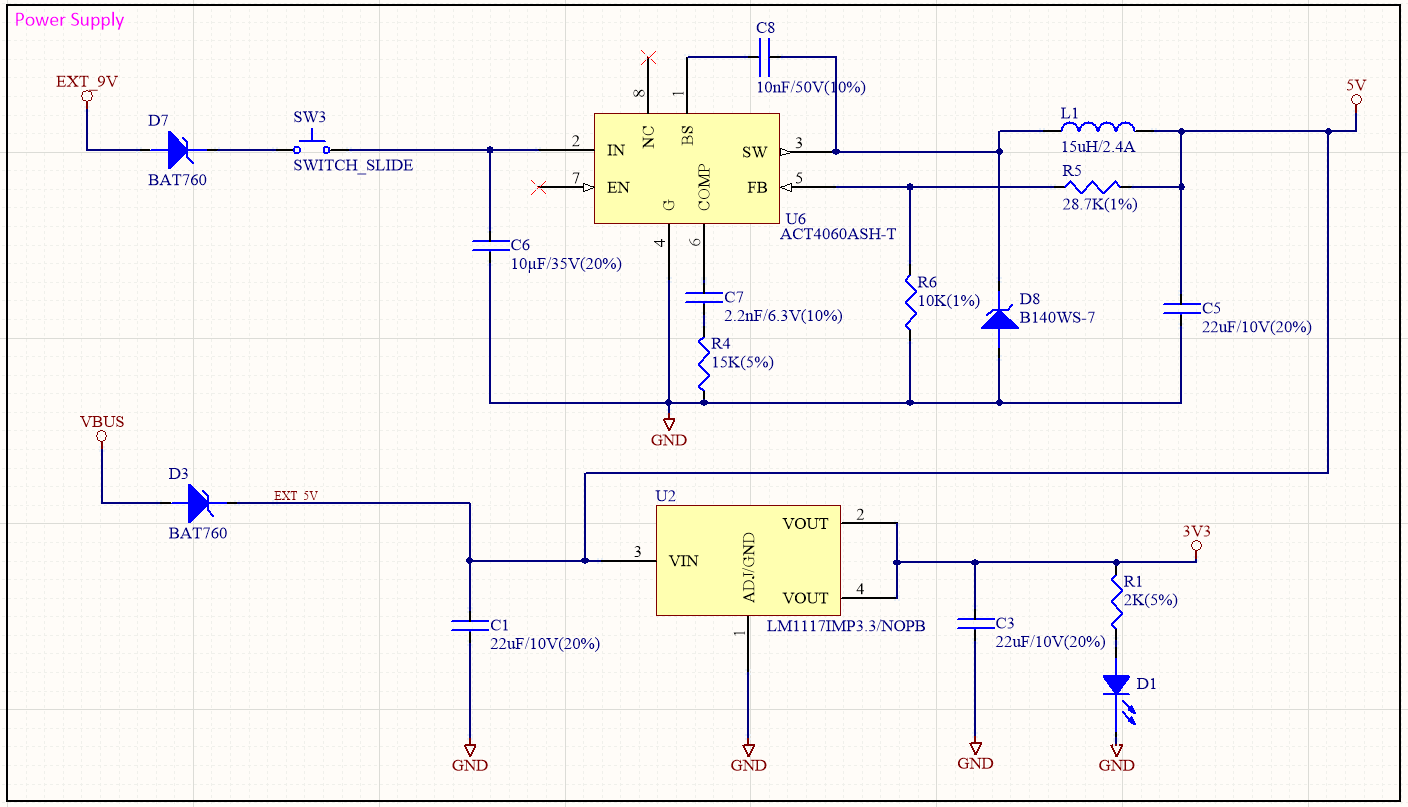 Power Supply
EXT_9V
D7
BAT760
SW3
SWITCH_SLIDE
C8
10nF/50V(10%)
8
1
NC
BS
2
IN
7
EN
G
COMP
SW
3
FB
5
4
6
U6
ACT4060ASH-T
L1
15uH/2.4A
5V
R5
28.7K(1%)
C6
10µF/35V(20%)
C7
2.2nF/6.3V(10%)
R4
15K(5%)
R6
10K(1%)
D8
B140WS-7
C5
22uF/10V(20%)
GND
VBUS
D3
BAT760
EXT_5V
U2
3
VIN
ADJ/GND
VOUT
2
VOUT
4
1
LM1117IMP3.3/NOPB
3V3
C1
22uF/10V(20%)
C3
22uF/10V(20%)
R1
2K(5%)
D1
GND
GND
GND
GND